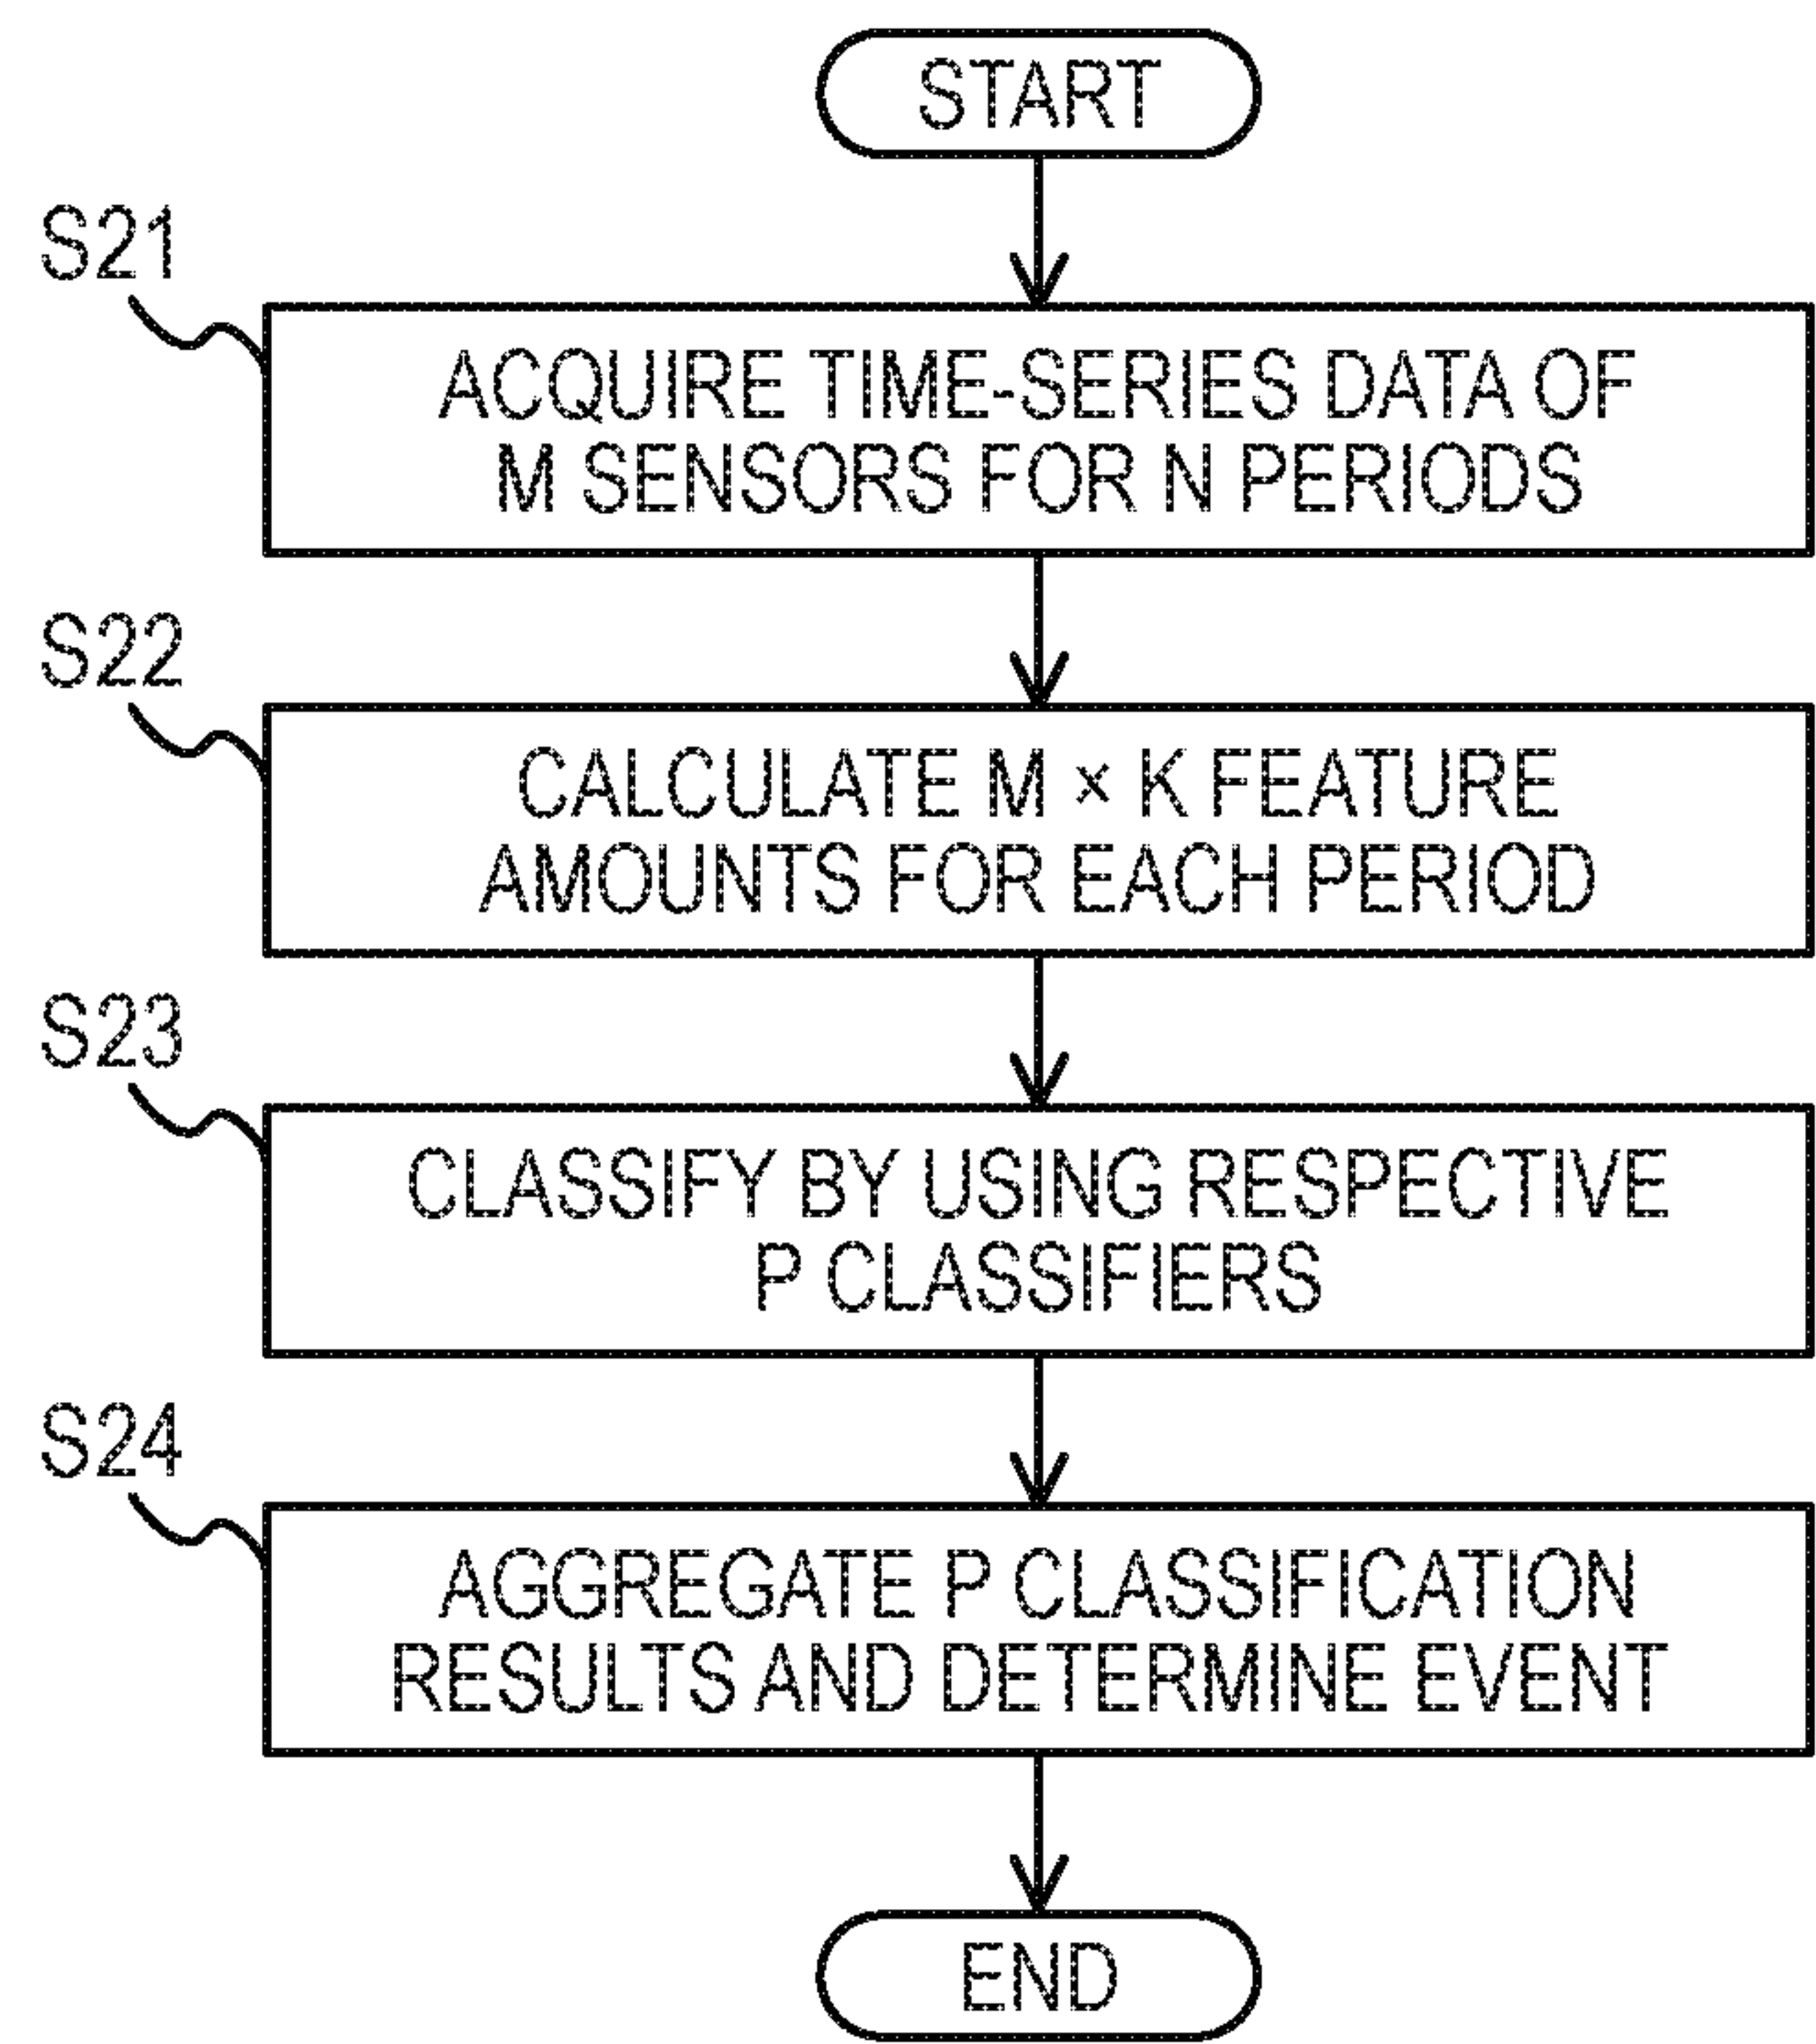 START
S21
ACQUIRE TIME-SERIES DATA OF
M SENSORS FOR N PERIODS
S22
CALCULATE M × K FEATURE
AMOUNTS FOR EACH PERIOD
S23
CLASSIFY BY USING RESPECTIVE
P CLASSIFIERS
S24
AGGREGATE P CLASSIFICATION
RESULTS AND DETERMINE EVENT
END